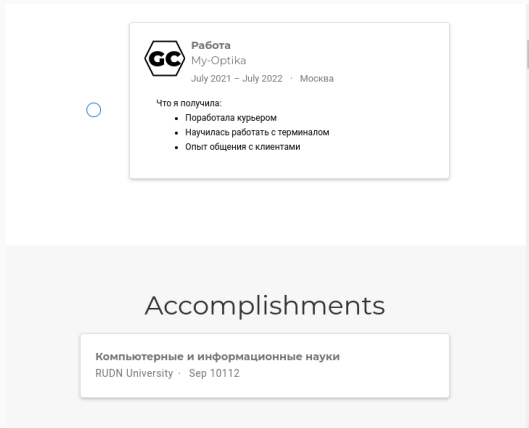 GC
Работа
My-Optika
July 2021 – July 2022 · Москва
Что я получила:
• Поработала курьером
• Научилась работать с терминалом
• Опыт общения с клиентами
Accomplishments
Компьютерные и информационные науки
RUDN University · Sep 10112